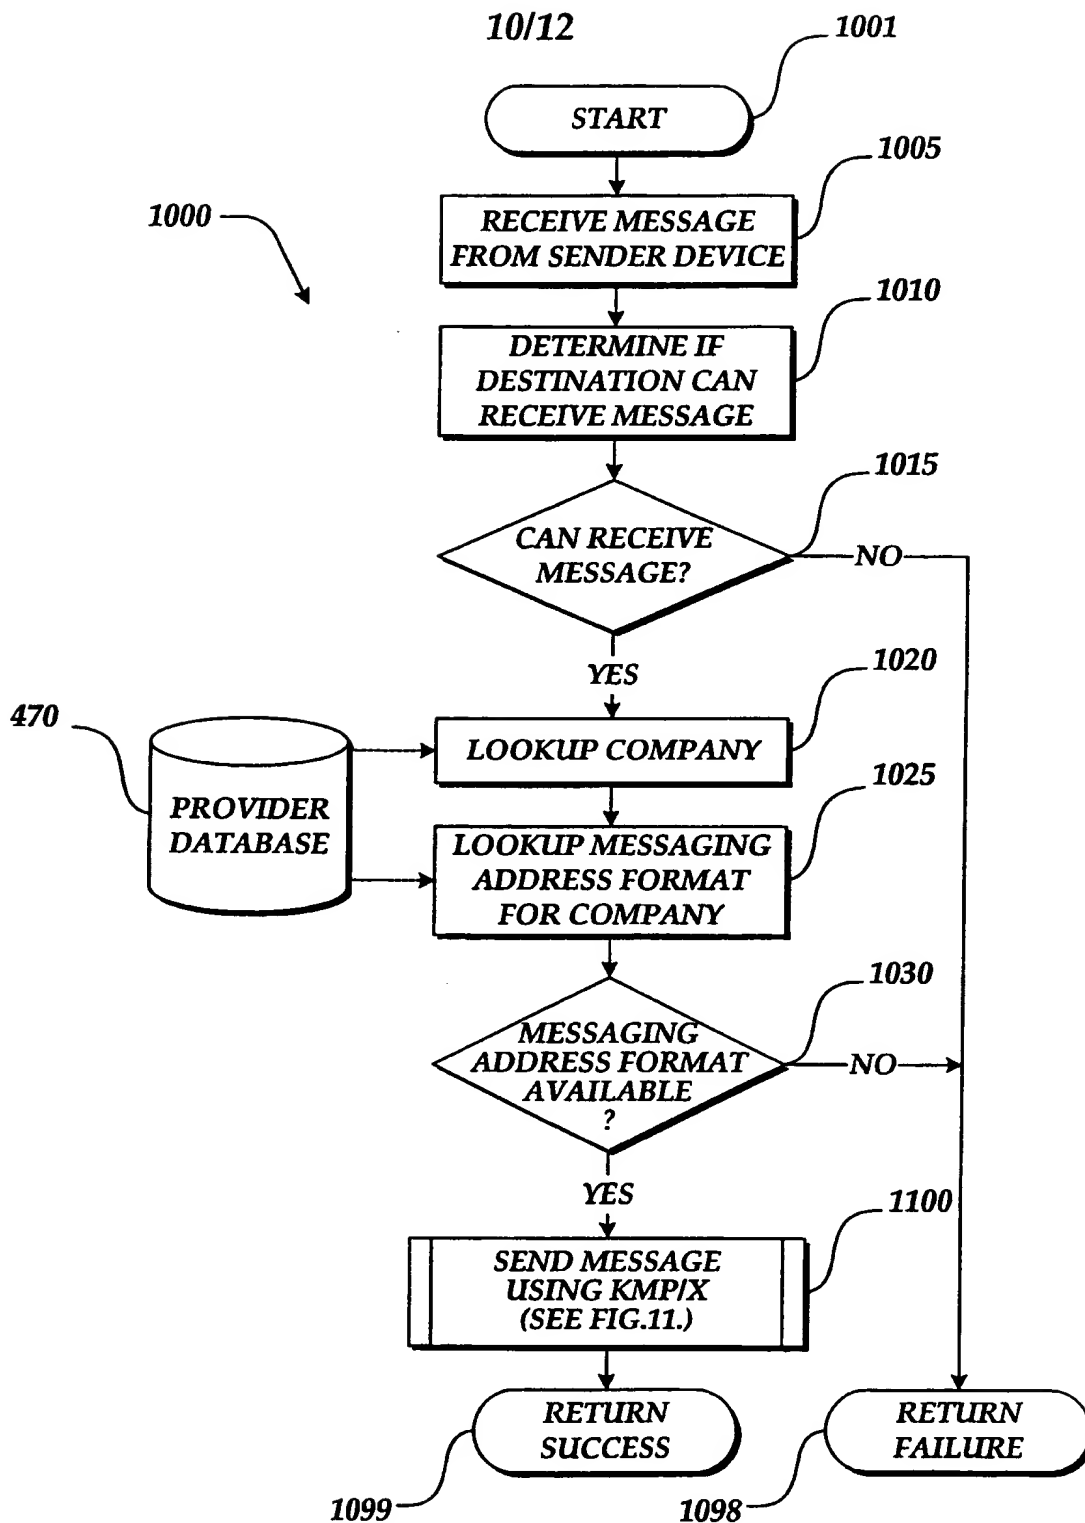 10/12
1001
START
1005
1000
RECEIVE MESSAGE
FROM SENDER DEVICE
1010
DETERMINE IF
DESTINATION CAN
RECEIVE MESSAGE
1015
CAN RECEIVE
MESSAGE?
NO
YES
1020
470
LOOKUP COMPANY
1025
PROVIDER
DATABASE
LOOKUP MESSAGING
ADDRESS FORMAT
FOR COMPANY
1030
MESSAGING
ADDRESS FORMAT
AVAILABLE
?
NO
YES
1100
SEND MESSAGE
USING KMP/X
(SEE FIG.11.)
RETURN
SUCCESS
RETURN
FAILURE
1099
1098